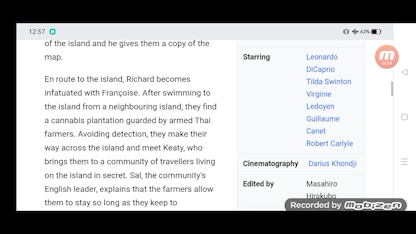 12:57
62%
of the island and he gives them a copy of the
map.
En route to the island, Richard becomes
infatuated with Françoise. After swimming to
the island from a neighbouring island, they find
a cannabis plantation guarded by armed Thai
farmers. Avoiding detection, they make their
way across the island and meet Keaty, who
brings them to a community of travellers living
on the island in secret. Sal, the community's
English leader, explains that the farmers allow
them to stay so long as they keep to
Starring
Leonardo
DiCaprio
Tilda Swinton
Virginie
Ledoyen
Guillaume
Canet
Robert Carlyle
Cinematography
Darius Khondji
Edited by
Masahiro
Hirakubo
Recorded by
MOBIZEN